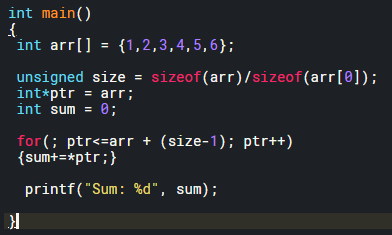 int main()
{
int arr[] = {1,2,3,4,5,6};
unsigned size = sizeof(arr)/sizeof(arr[0]);
int*ptr = arr;
int sum = 0;
for(; ptr<=arr + (size-1); ptr++)
{sum+=*ptr;}
printf("Sum: %d", sum);
}